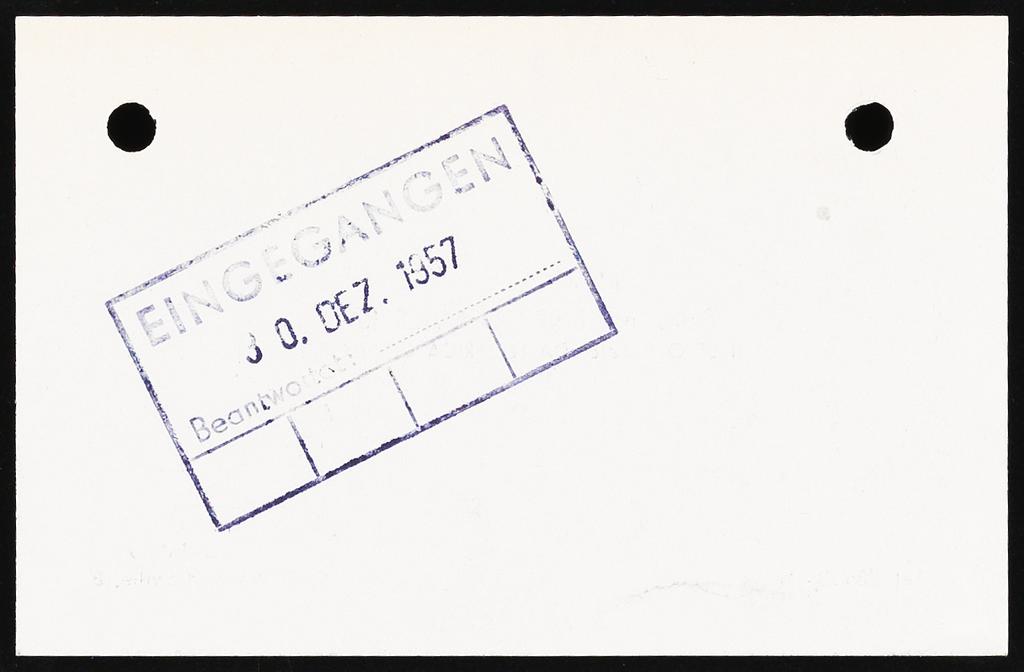 EINGEGANGEN
30. DEZ. 1957
Beantwortet: